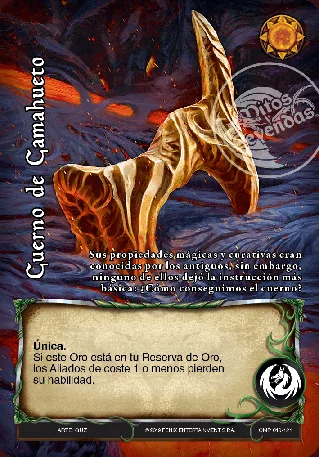 Cuerno de Camahueto
Mitos
Leyendas
Sus propiedades mágicas y curativas eran
conocidas por los antiguos, sin embargo,
ninguno de ellos dejó la instrucción más
básica: ¿Cómo conseguimos el cuerno?
Única.
Si este Oro está en tu Reserva de Oro,
los Aliados de coste 1 o menos pierden
su habilidad.
ENTERTAINMENT